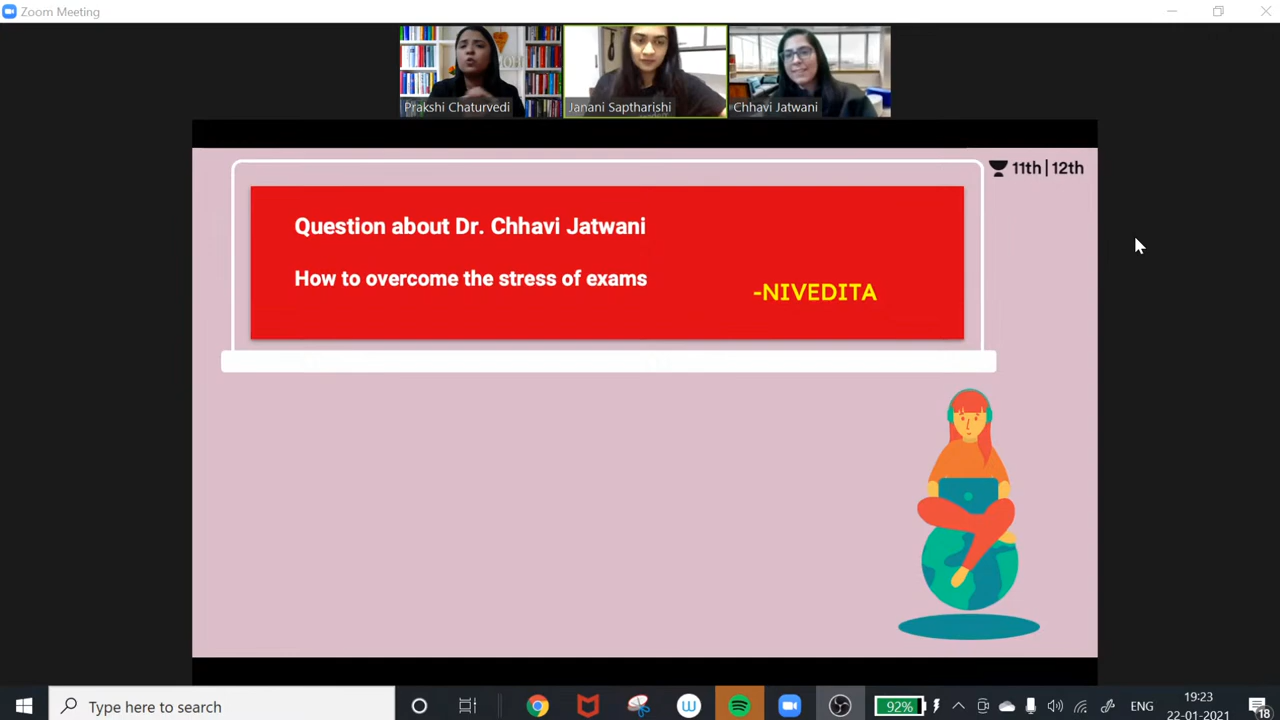 Zoom Meeting
Prakshi Chaturvedi
Janani Saptharishi
Chhavi Jatwani
11th|12th
Question about Dr. Chhavi Jatwani
How to overcome the stress of exams
-NIVEDITA
Type here to search
92%
ENG
19:23
22-01-2021
18